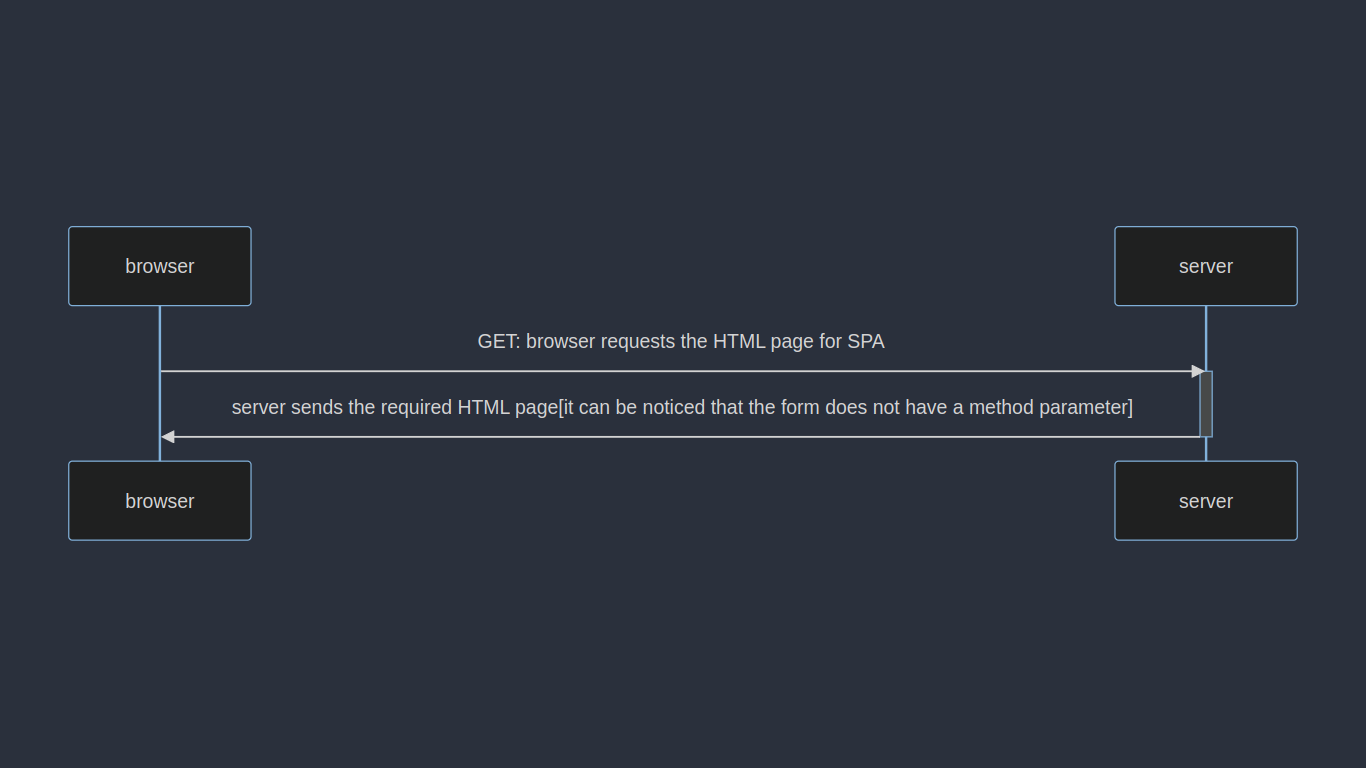 browser
server
GET: browser requests the HTML page for SPA
server sends the required HTML page[it can be noticed that the form does not have a method parameter]
browser
server